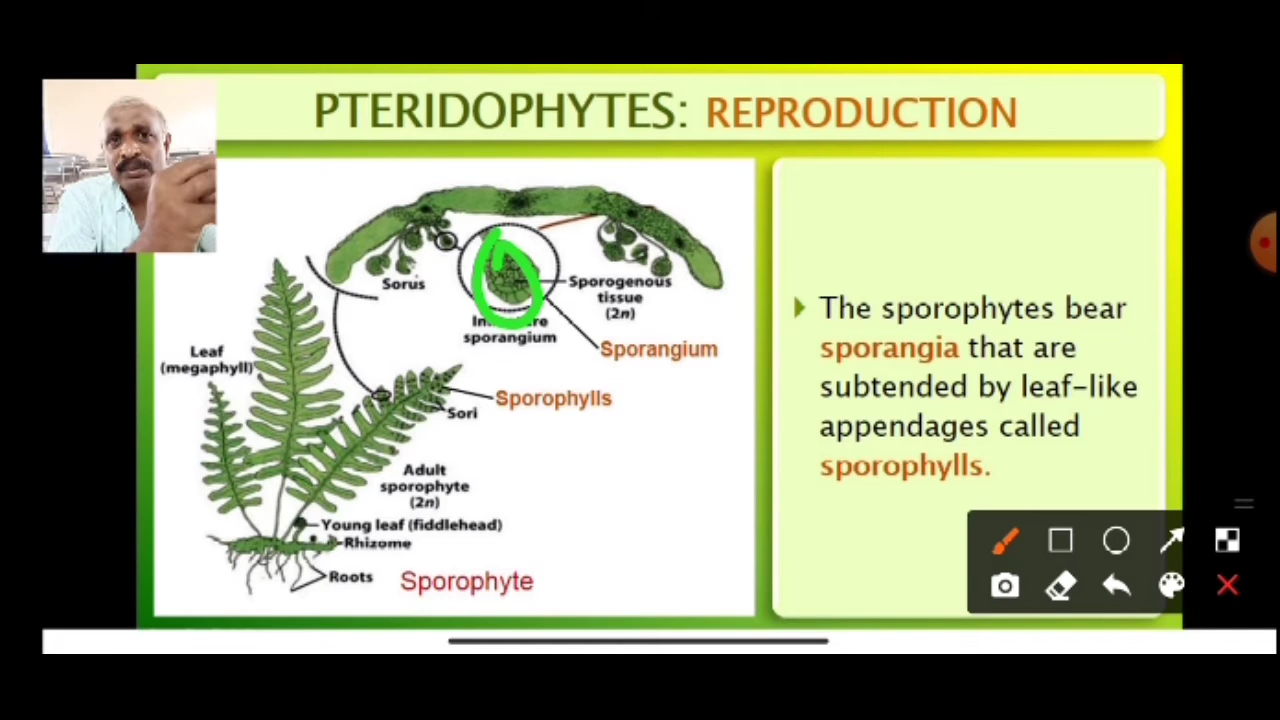 PTERIDOPHYTES: REPRODUCTION
Sorus
Sporogenous
tissue
(2n)
sporangium
Sporangium
Leaf
(megaphyll)
Sporophylls
Sori
Adult
sporophyte
(2n)
Young leaf (fiddlehead)
Rhizome
Roots
Sporophyte
The sporophytes bear
sporangia that are
subtended by leaf-like
appendages called
sporophylls.